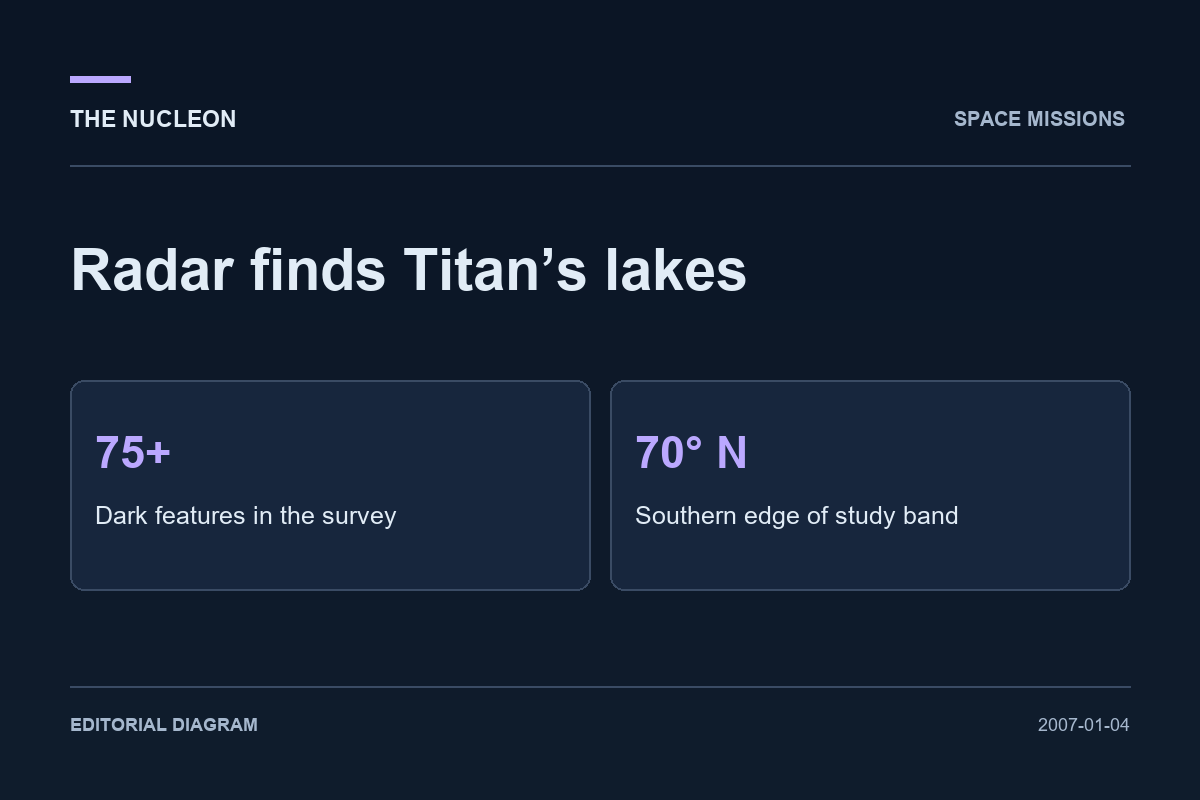 THE NUCLEON
SPACE MISSIONS
Radar finds Titan’s lakes
75+
Dark features in the survey
70° N
Southern edge of study band
EDITORIAL DIAGRAM
2007-01-04